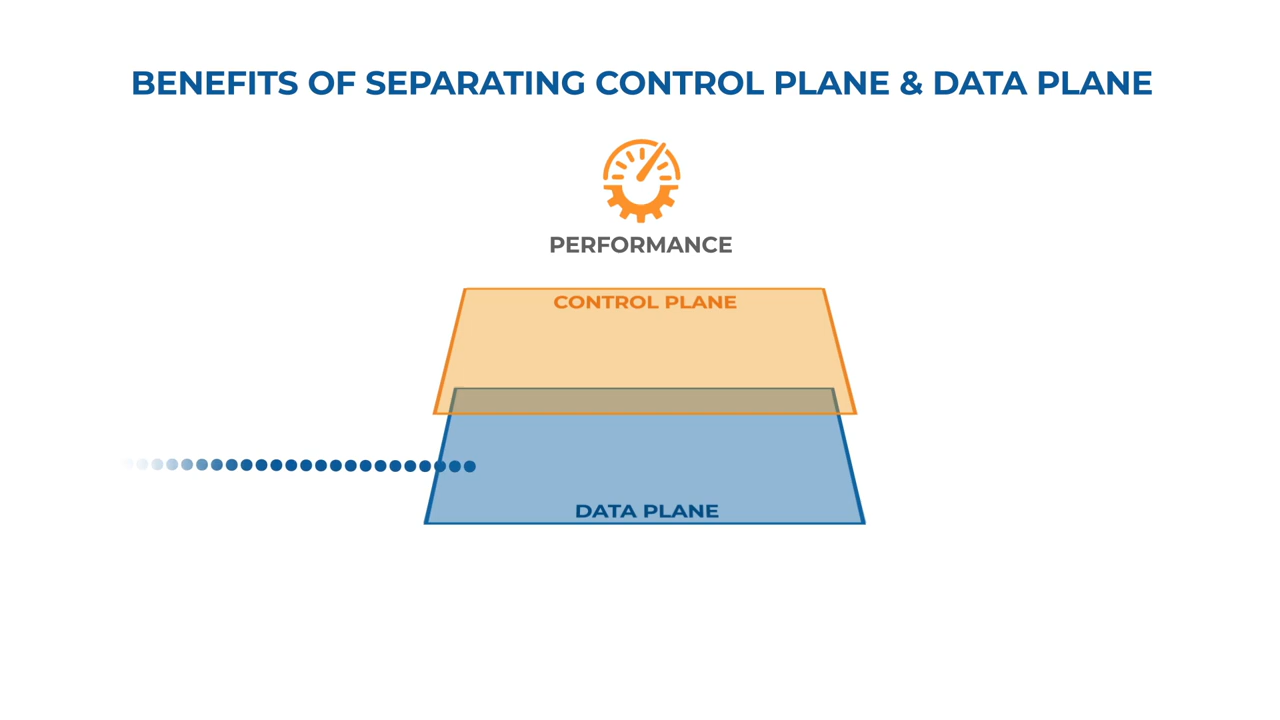 BENEFITS OF SEPARATING CONTROL PLANE & DATA PLANE
PERFORMANCE
CONTROL PLANE
DATA PLANE